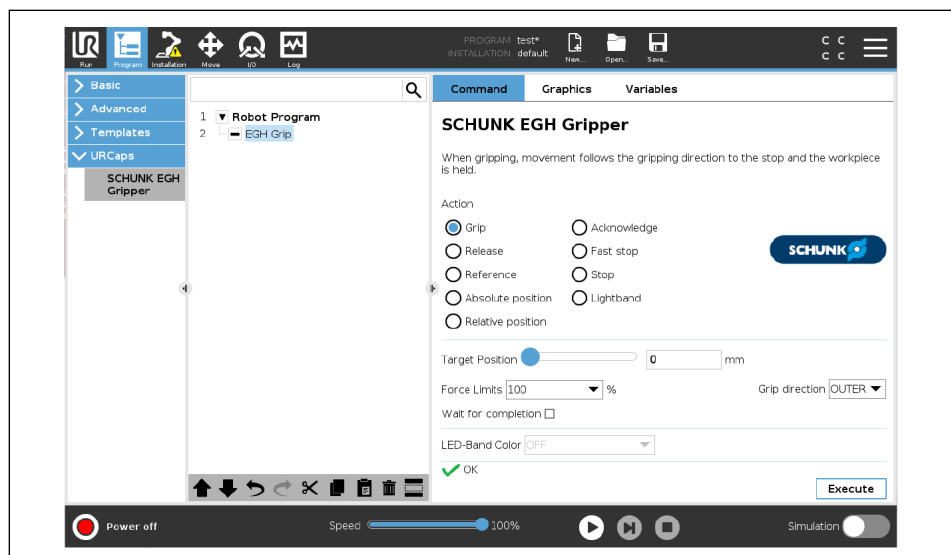 PROGRAM test*
INSTALLATION default
Run Program Installation Move I/O Log New... Open... Save...
C C
C C
Basic
Advanced
Templates
URCaps
SCHUNK EGH
Gripper
1 Robot Program
2 EGH Grip
Command Graphics Variables
SCHUNK EGH Gripper
When gripping, movement follows the gripping direction to the stop and the workpiece
is held.
Action
Grip Acknowledge
Release Fast stop
Reference Stop
Absolute position Lightband
Relative position
SCHUNK
Target Position 0 mm
Force Limits 100 % Grip direction OUTER
Wait for completion
LED-Band Color OFF
OK
Execute
Power off Speed 100% Simulation